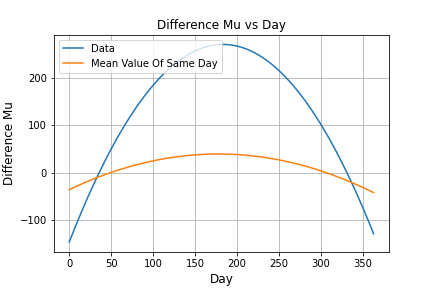 Difference Mu vs Day
Data
Mean Value Of Same Day
Difference Mu
200
100
0
−100
0 50 100 150 200 250 300 350
Day